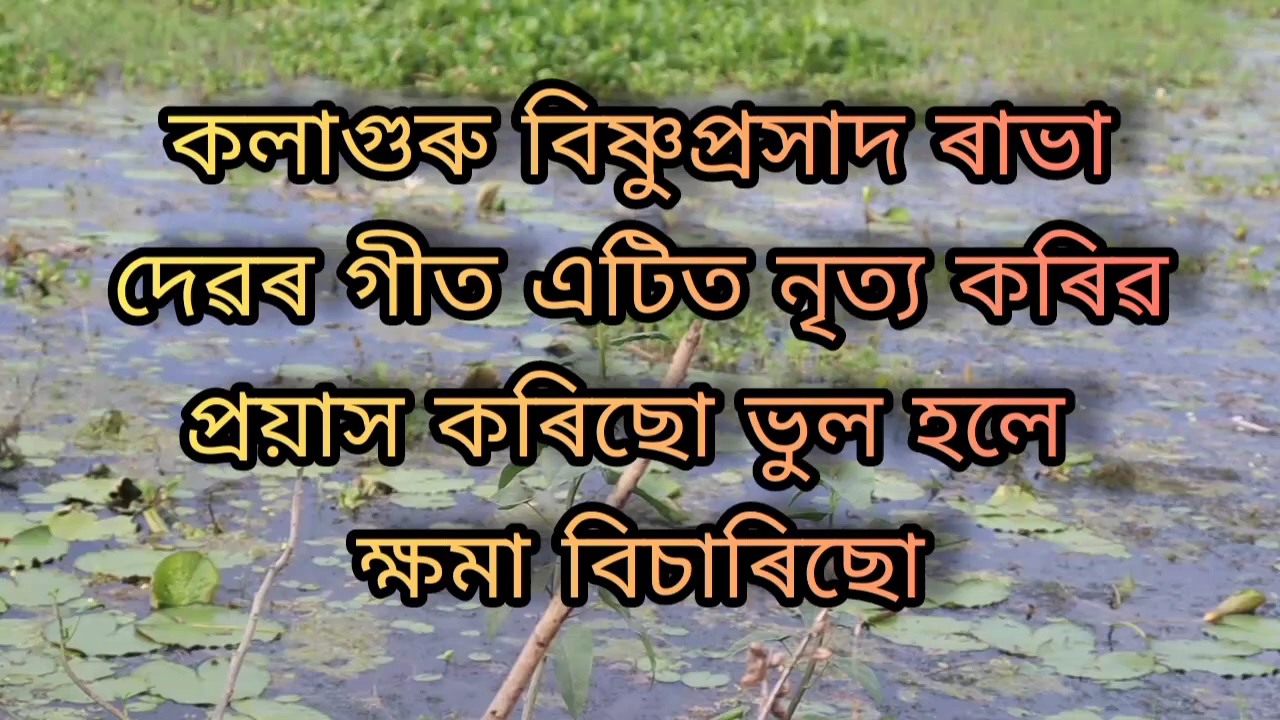 কলাগুৰু বিষ্ণুপ্ৰসাদ ৰাভা
দেৱৰ গীত এটিত নৃত্য কৰিৱ
প্ৰয়াস কৰিছো ভুল হলে
ক্ষমা বিচাৰিছো